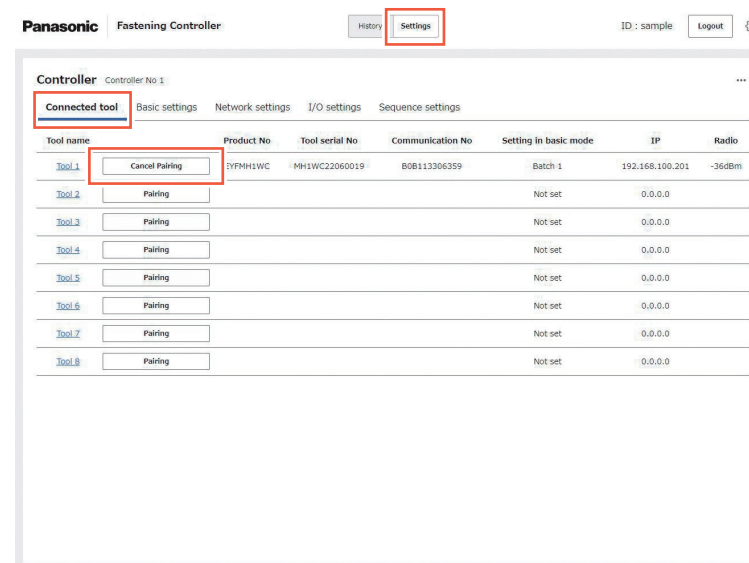 Panasonic Fastening Controller History Settings ID : sample Logout
Controller Controller No 1 ...
Connected tool Basic settings Network settings I/O settings Sequence settings
Tool name Product No Tool serial No Communication No Setting in basic mode IP Radio
Tool 1 Cancel Pairing EYFMH1WC MH1WC22060019 B0B113306359 Batch 1 192.168.100.201 -36dBm
Tool 2 Pairing Not set 0.0.0.0
Tool 3 Pairing Not set 0.0.0.0
Tool 4 Pairing Not set 0.0.0.0
Tool 5 Pairing Not set 0.0.0.0
Tool 6 Pairing Not set 0.0.0.0
Tool 7 Pairing Not set 0.0.0.0
Tool 8 Pairing Not set 0.0.0.0